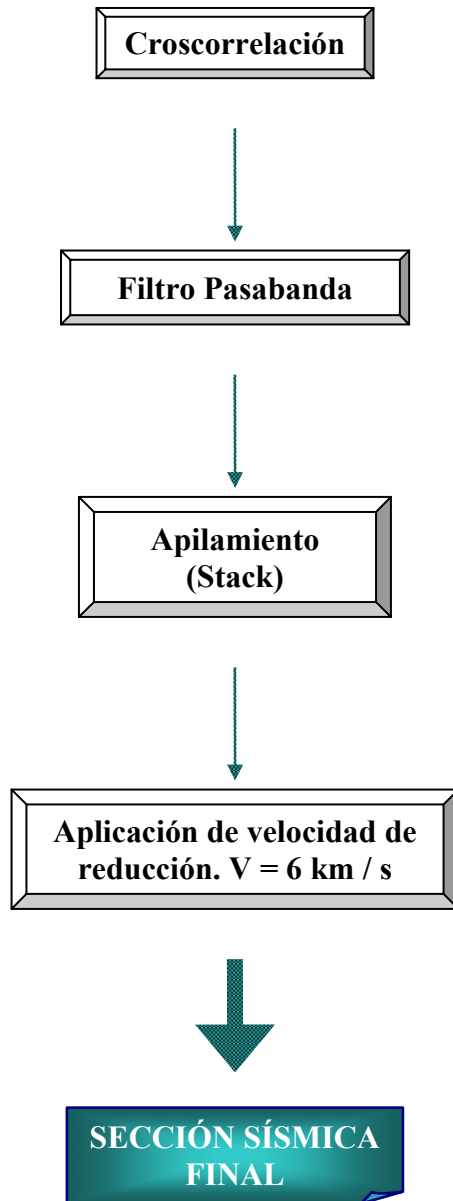 Croscorrelación
Filtro Pasabanda
Apilamiento
(Stack)
Aplicación de velocidad de
reducción. V = 6 km / s
SECCIÓN SÍSMICA
FINAL